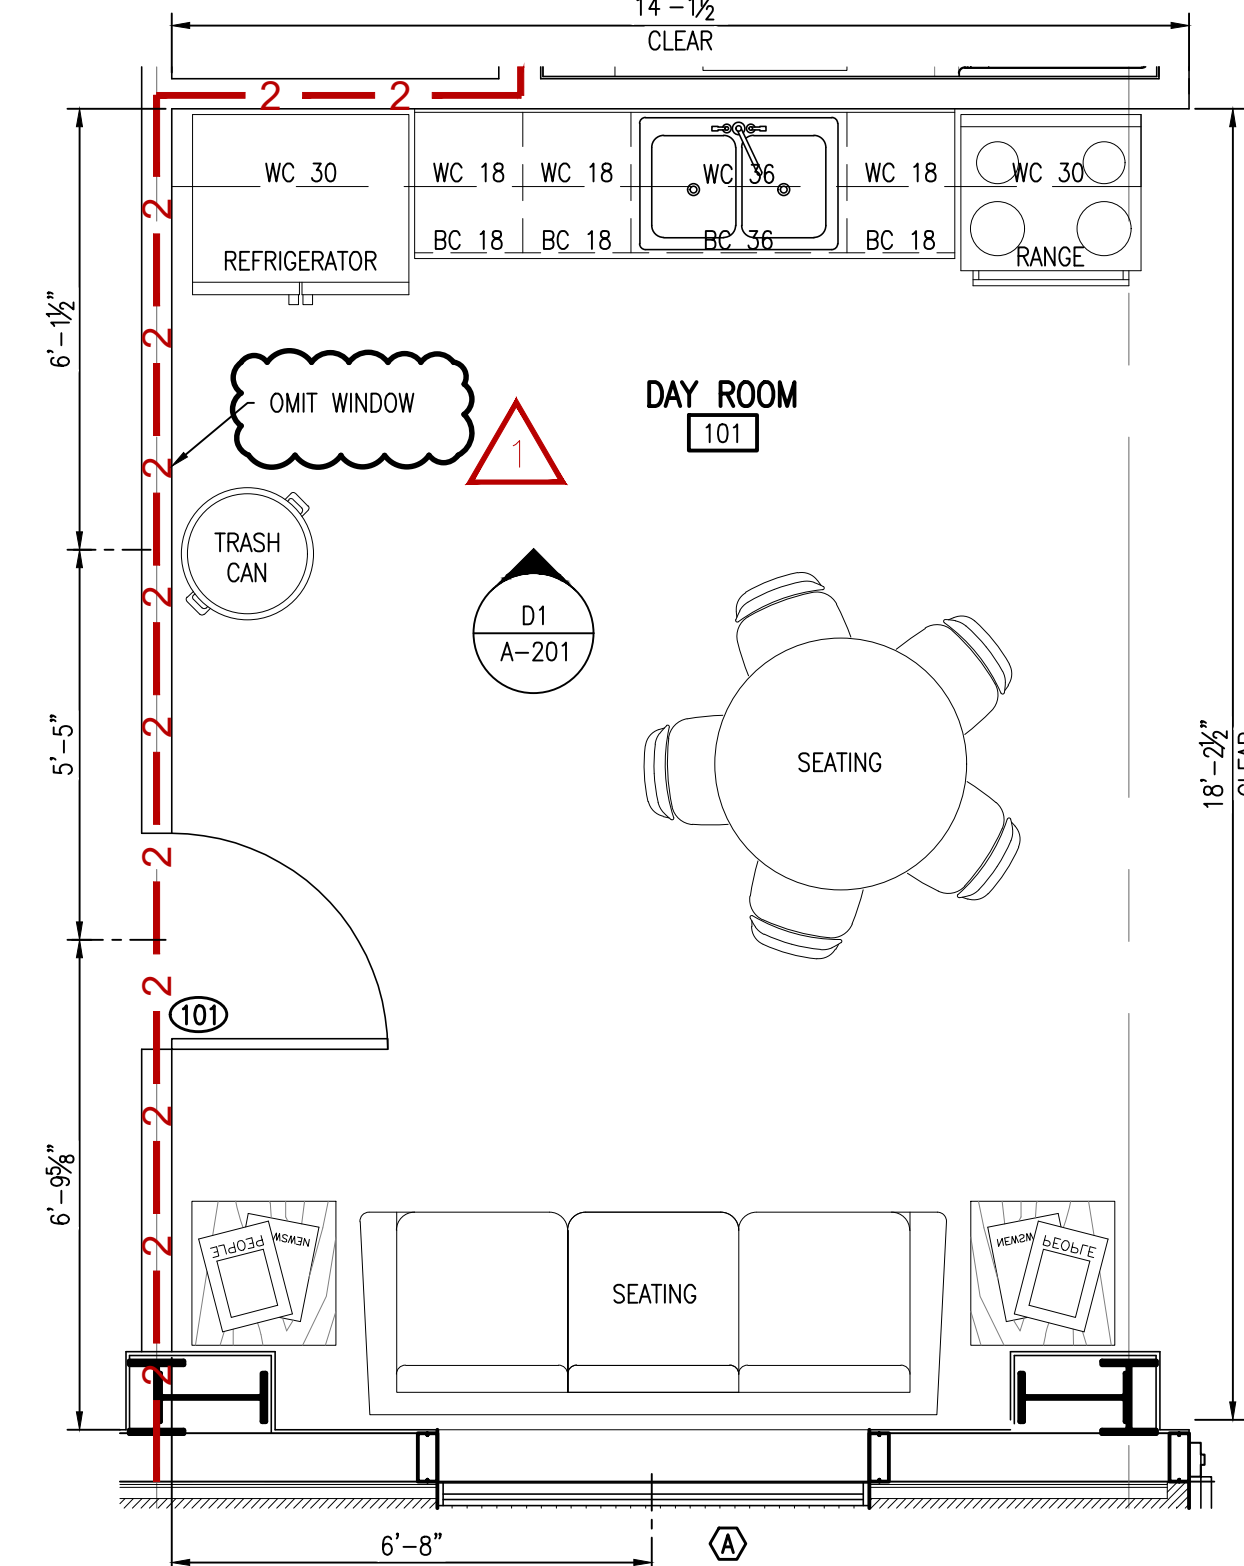 14'-1½"
CLEAR
2 2
WC 30 WC 18 WC 18 WC 36 WC 18 WC 30
2
BC 18 BC 18 BC 36 BC 18
REFRIGERATOR RANGE
6'-1½"
2
OMIT WINDOW
DAY ROOM
101
1
2
TRASH
CAN
2
D1
A-201
2
5'-5"
SEATING
18'-2½"
CLEAR
2
2
101
2
6'-9⅝"
2
PEOPLE NEWSW
NEWSW PEOPLE
SEATING
2
6'-8"
A